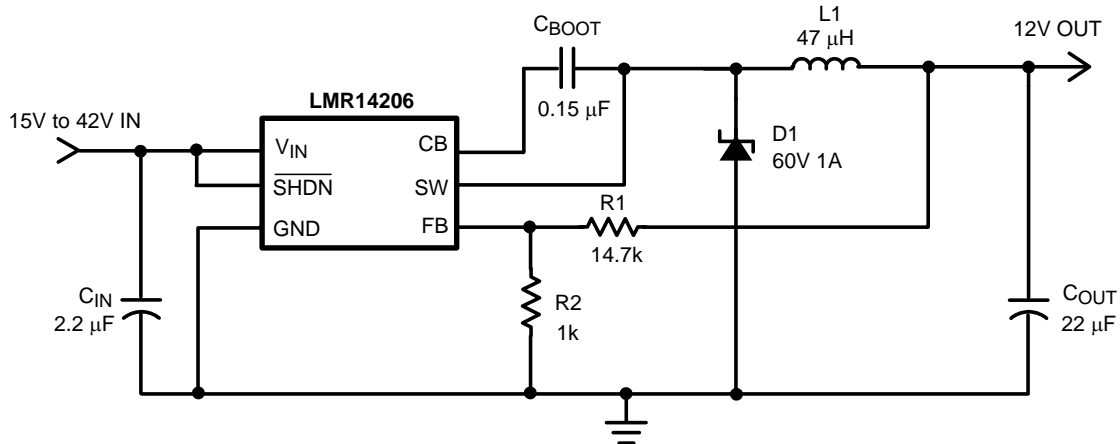 L1
47 μH
12V OUT
CBOOT
0.15 μF
LMR14206
15V to 42V IN
VIN
SHDN
GND
CB
SW
FB
D1
60V 1A
R1
14.7k
R2
1k
CIN
2.2 μF
COUT
22 μF